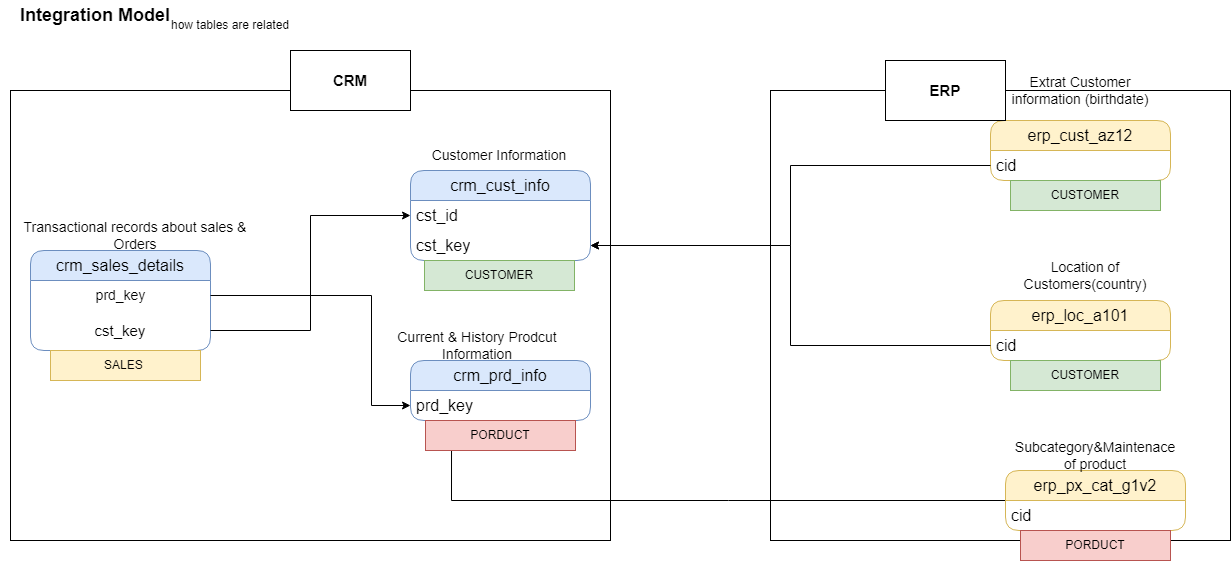 Integration Model
how tables are related
CRM
ERP
Customer Information
crm_cust_info
cst_id
cst_key
CUSTOMER
Transactional records about sales &
Orders
crm_sales_details
prd_key
cst_key
SALES
Current & History Prodcut
Information
crm_prd_info
prd_key
PORDUCT
Extrat Customer
information (birthdate)
erp_cust_az12
cid
CUSTOMER
Location of
Customers(country)
erp_loc_a101
cid
CUSTOMER
Subcategory&Maintenace
of product
erp_px_cat_g1v2
cid
PORDUCT